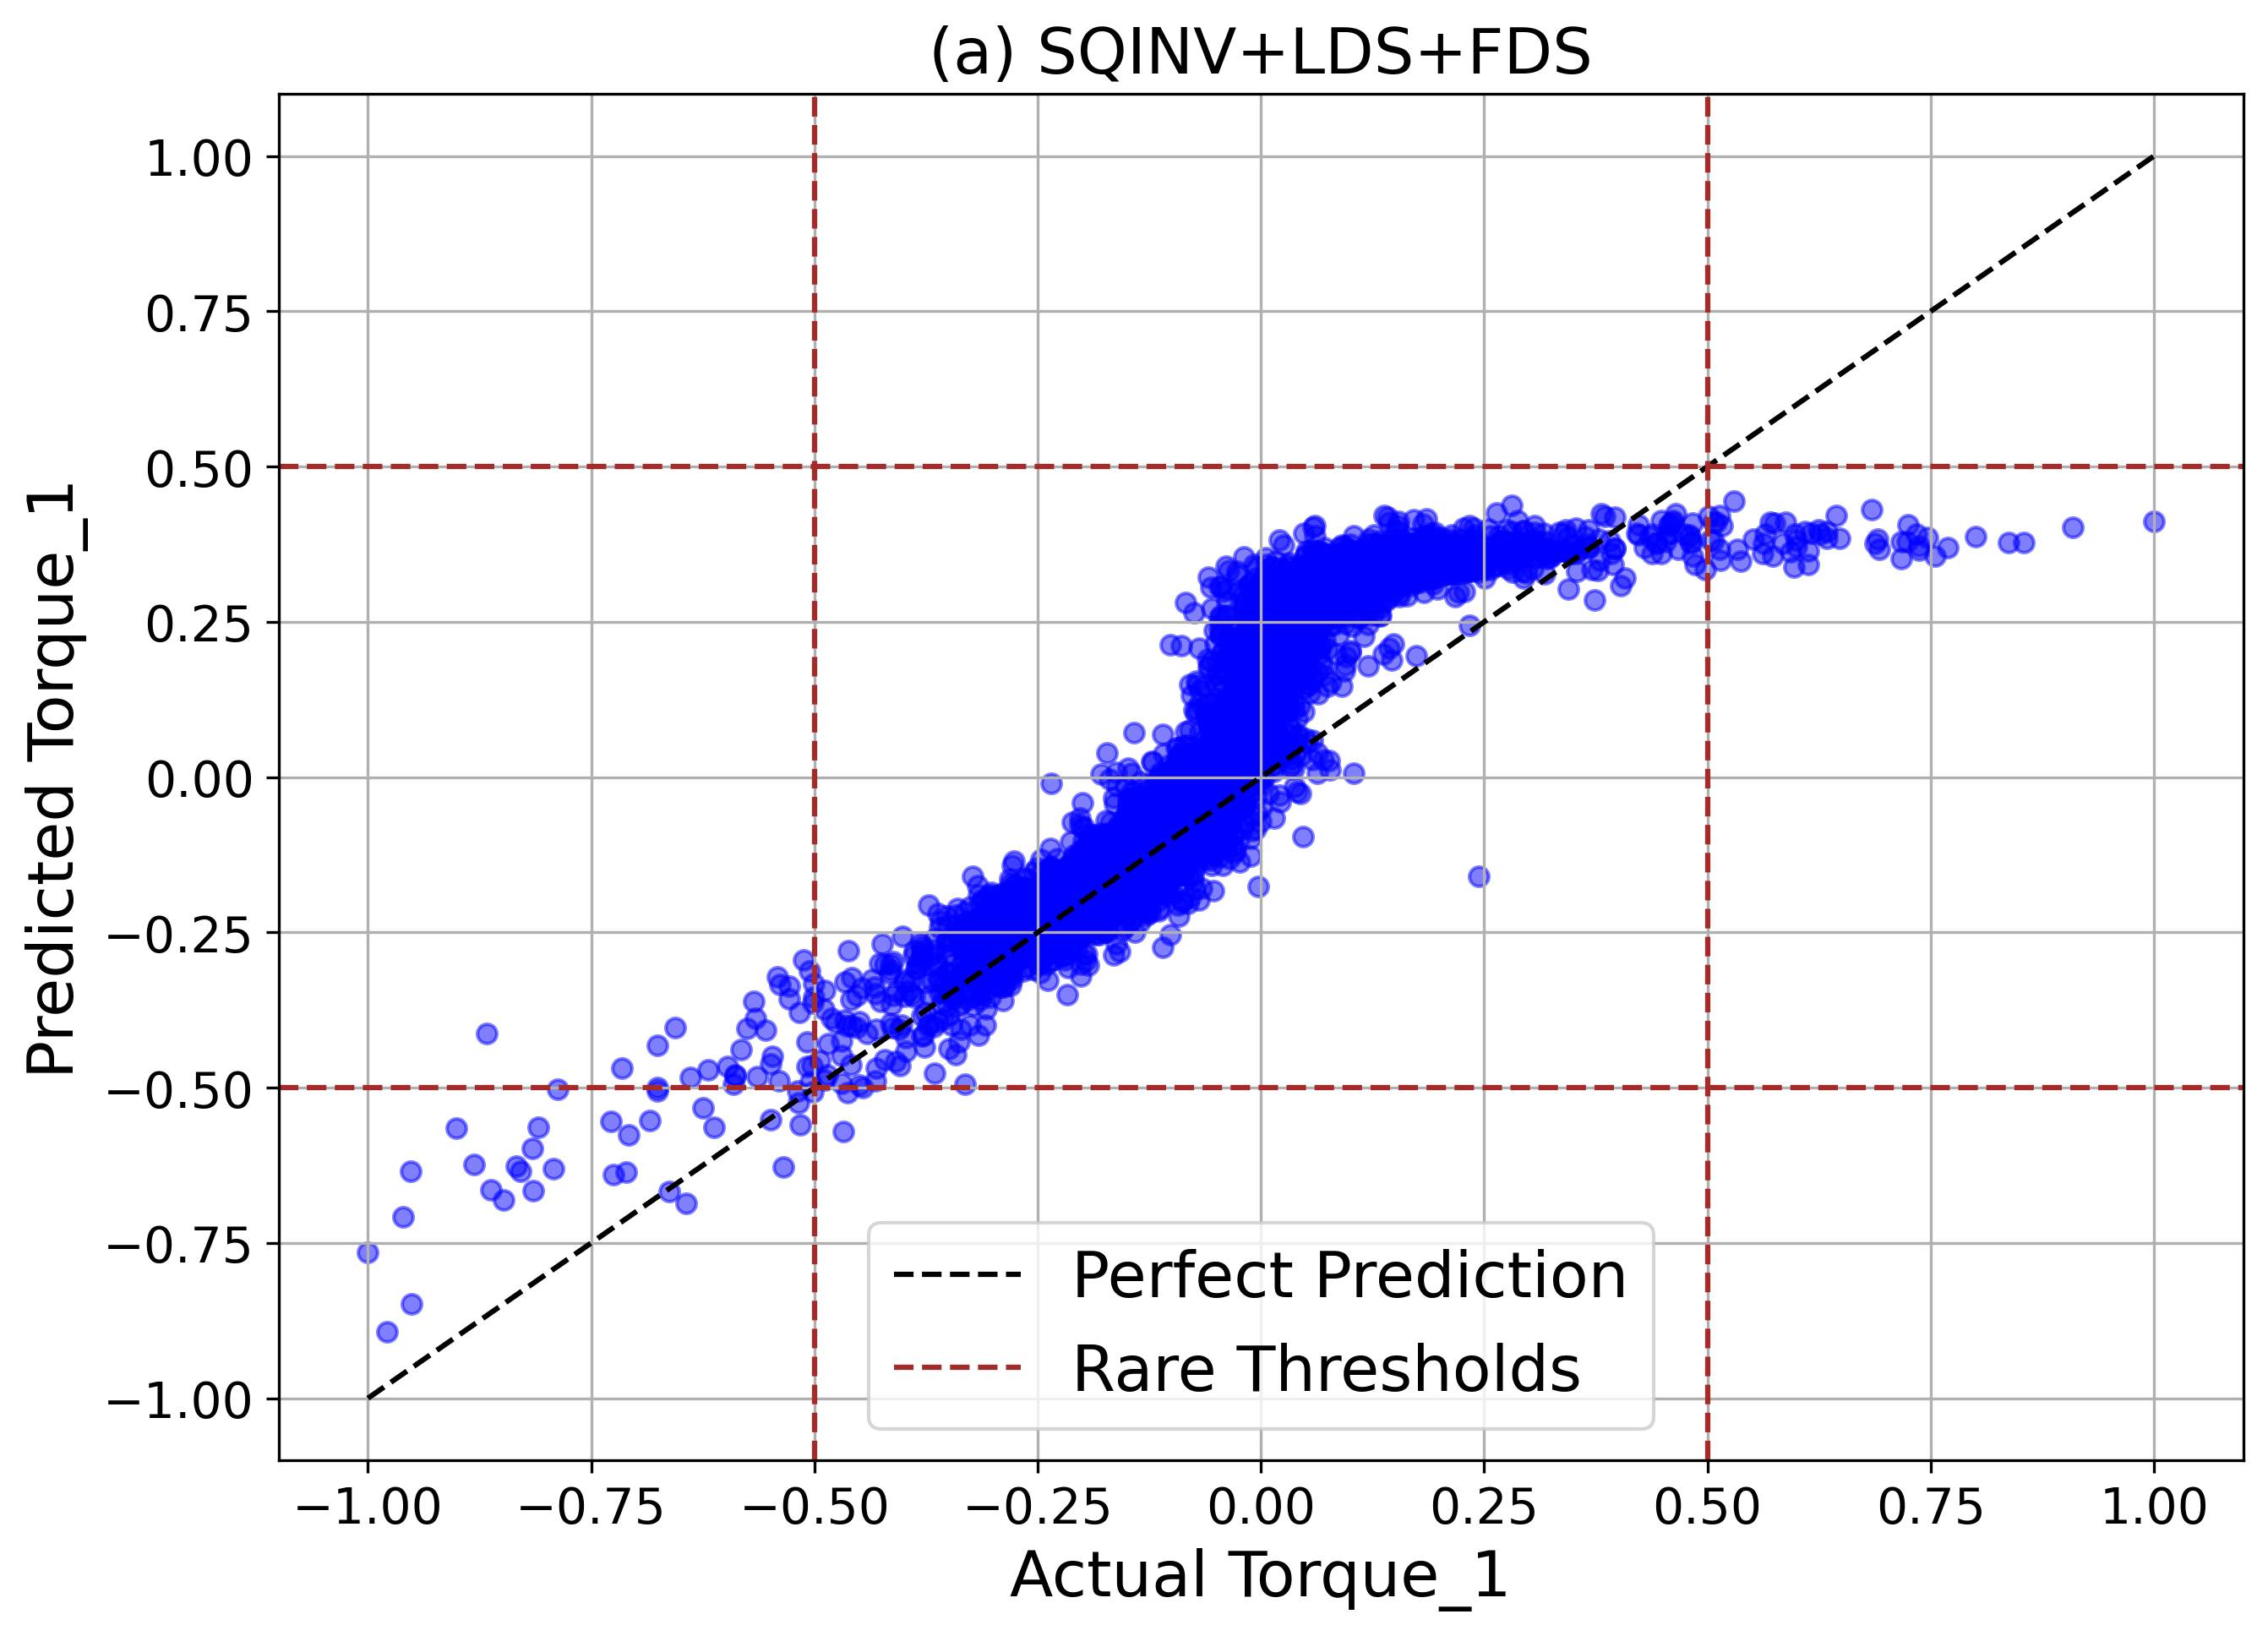 (a) SQINV+LDS+FDS
Predicted Torque_1
1.00
0.75
0.50
0.25
0.00
−0.25
−0.50
−0.75
−1.00
Perfect Prediction
Rare Thresholds
−1.00 −0.75 −0.50 −0.25 0.00 0.25 0.50 0.75 1.00
Actual Torque_1